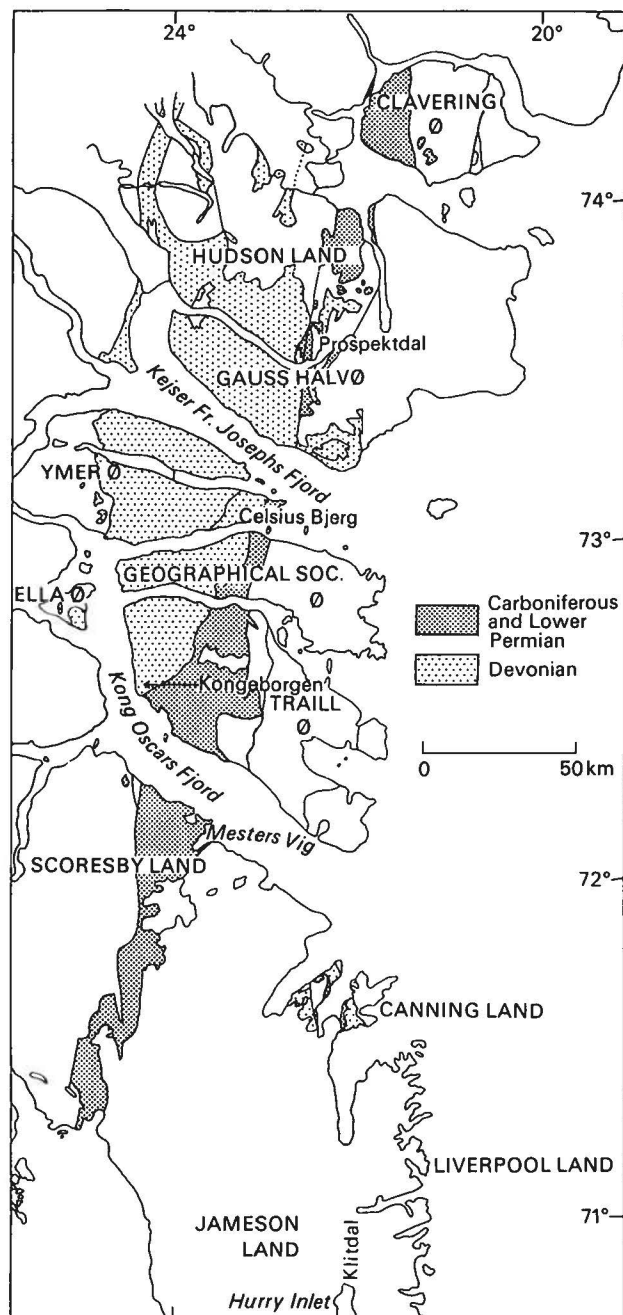 24°
20°
CLAVERING
Ø
74°
HUDSON LAND
Prospektdal
GAUSS HALVØ
Kejser Fr. Josephs Fjord
YMER Ø
Celsius Bjerg
73°
GEOGRAPHICAL SOC.
Ø
ELLA Ø
Carboniferous
and Lower
Permian
Devonian
Kongeborgen
TRAILL
Ø
Kong Oscars Fjord
0
50 km
Mesters Vig
SCORESBY LAND
72°
CANNING LAND
LIVERPOOL LAND
71°
JAMESON
LAND
Klitdal
Hurry Inlet